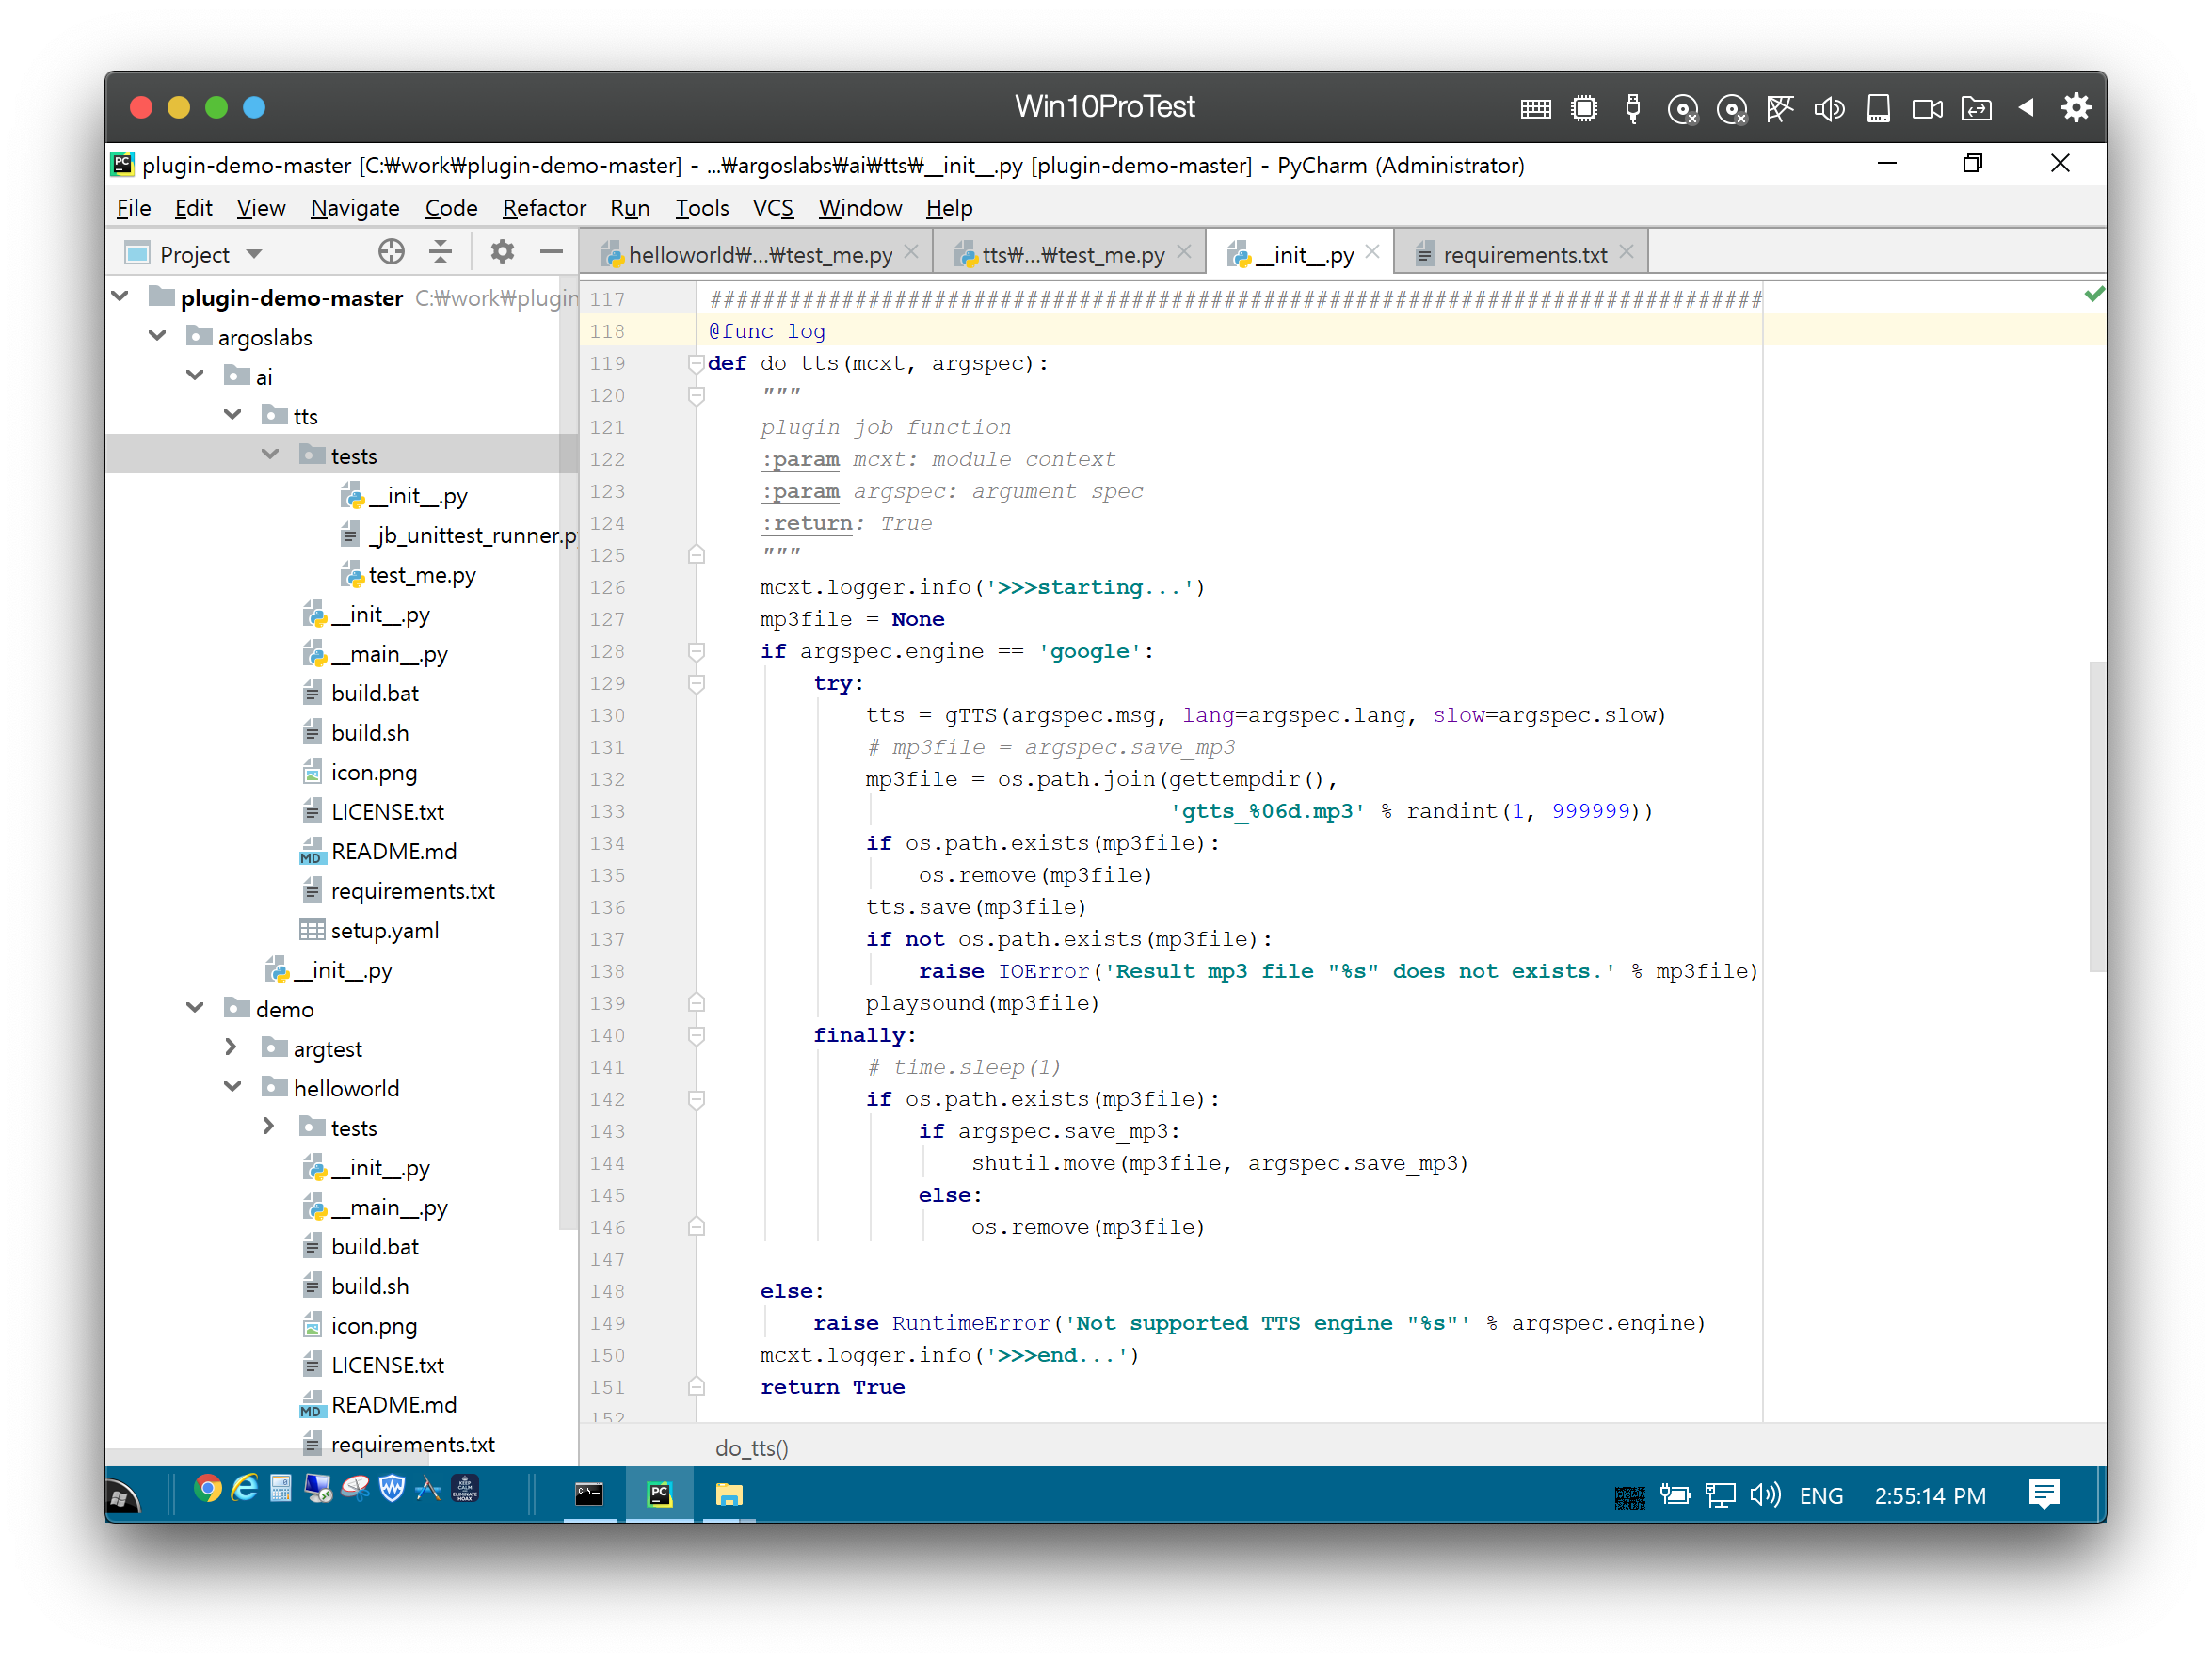 Win10ProTest
plugin-demo-master [C:₩work₩plugin-demo-master] - ...₩argoslabs₩ai₩tts₩__init__.py [plugin-demo-master] - PyCharm (Administrator)
File Edit View Navigate Code Refactor Run Tools VCS Window Help
Project
helloworld₩...₩test_me.py
tts₩...₩test_me.py
__init__.py
requirements.txt
plugin-demo-master C:₩work₩plugin
argoslabs
ai
tts
tests
__init__.py
_jb_unittest_runner.py
test_me.py
__init__.py
__main__.py
build.bat
build.sh
icon.png
LICENSE.txt
README.md
requirements.txt
setup.yaml
__init__.py
demo
argtest
helloworld
tests
__init__.py
__main__.py
build.bat
build.sh
icon.png
LICENSE.txt
README.md
requirements.txt
117 ################################################################################
118 @func_log
119 def do_tts(mcxt, argspec):
120 """
121 plugin job function
122 :param mcxt: module context
123 :param argspec: argument spec
124 :return: True
125 """
126 mcxt.logger.info('>>>starting...')
127 mp3file = None
128 if argspec.engine == 'google':
129 try:
130 tts = gTTS(argspec.msg, lang=argspec.lang, slow=argspec.slow)
131 # mp3file = argspec.save_mp3
132 mp3file = os.path.join(gettempdir(),
133 'gtts_%06d.mp3' % randint(1, 999999))
134 if os.path.exists(mp3file):
135 os.remove(mp3file)
136 tts.save(mp3file)
137 if not os.path.exists(mp3file):
138 raise IOError('Result mp3 file "%s" does not exists.' % mp3file)
139 playsound(mp3file)
140 finally:
141 # time.sleep(1)
142 if os.path.exists(mp3file):
143 if argspec.save_mp3:
144 shutil.move(mp3file, argspec.save_mp3)
145 else:
146 os.remove(mp3file)
147
148 else:
149 raise RuntimeError('Not supported TTS engine "%s"' % argspec.engine)
150 mcxt.logger.info('>>>end...')
151 return True
152
do_tts()
ENG 2:55:14 PM